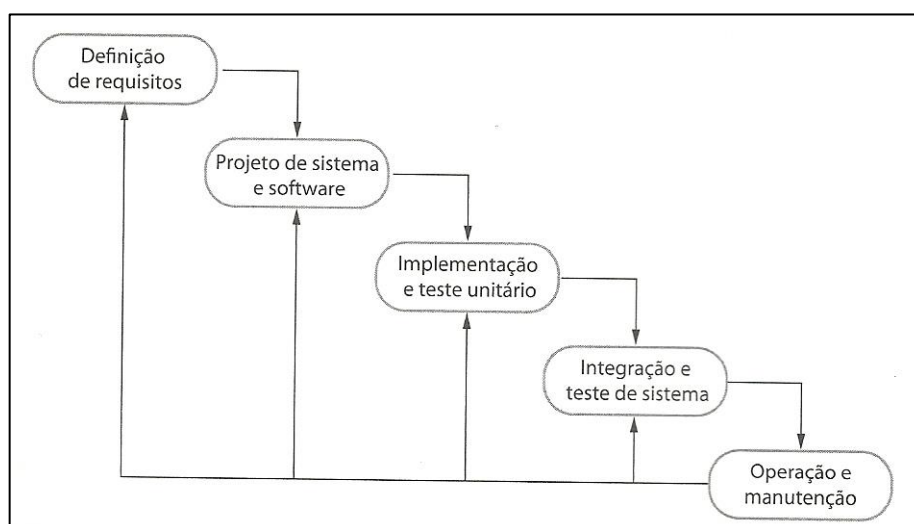 Definição
de requisitos
Projeto de sistema
e software
Implementação
e teste unitário
Integração e
teste de sistema
Operação e
manutenção